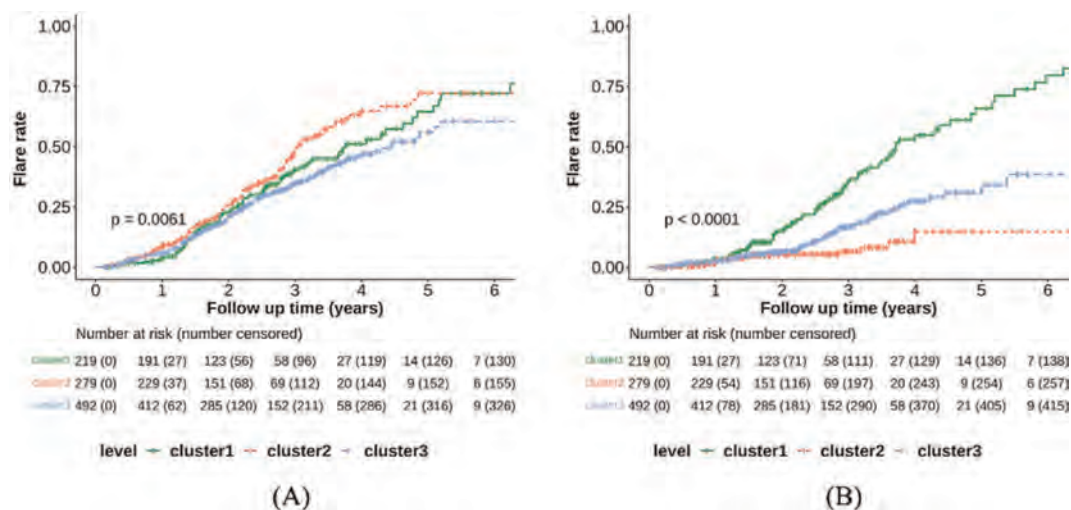 1.00
0.75
0.50
0.25
0.00
Flare rate
p = 0.0061
0 1 2 3 4 5 6
Follow up time (years)
Number at risk (number censored)
cluster1 219 (0) 191 (27) 123 (56) 58 (96) 27 (119) 14 (126) 7 (130)
cluster2 279 (0) 229 (37) 151 (68) 69 (112) 20 (144) 9 (152) 6 (155)
cluster3 492 (0) 412 (62) 285 (120) 152 (211) 58 (286) 21 (316) 9 (326)
level cluster1 cluster2 cluster3
(A)
1.00
0.75
0.50
0.25
0.00
Flare rate
p < 0.0001
0 1 2 3 4 5 6
Follow up time (years)
Number at risk (number censored)
cluster1 219 (0) 191 (27) 123 (71) 58 (111) 27 (129) 14 (136) 7 (138)
cluster2 279 (0) 229 (54) 151 (116) 69 (197) 20 (243) 9 (254) 6 (257)
cluster3 492 (0) 412 (78) 285 (181) 152 (290) 58 (370) 21 (405) 9 (415)
level cluster1 cluster2 cluster3
(B)